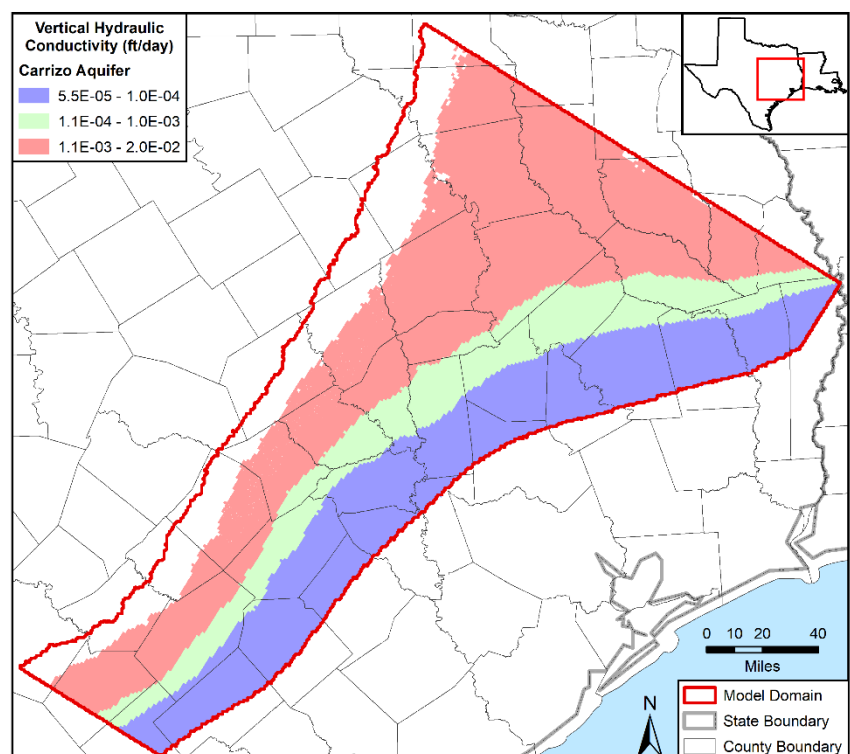 Vertical Hydraulic
Conductivity (ft/day)
Carrizo Aquifer
5.5E-05 - 1.0E-04
1.1E-04 - 1.0E-03
1.1E-03 - 2.0E-02
0 10 20 40
Miles
N
Model Domain
State Boundary
County Boundary